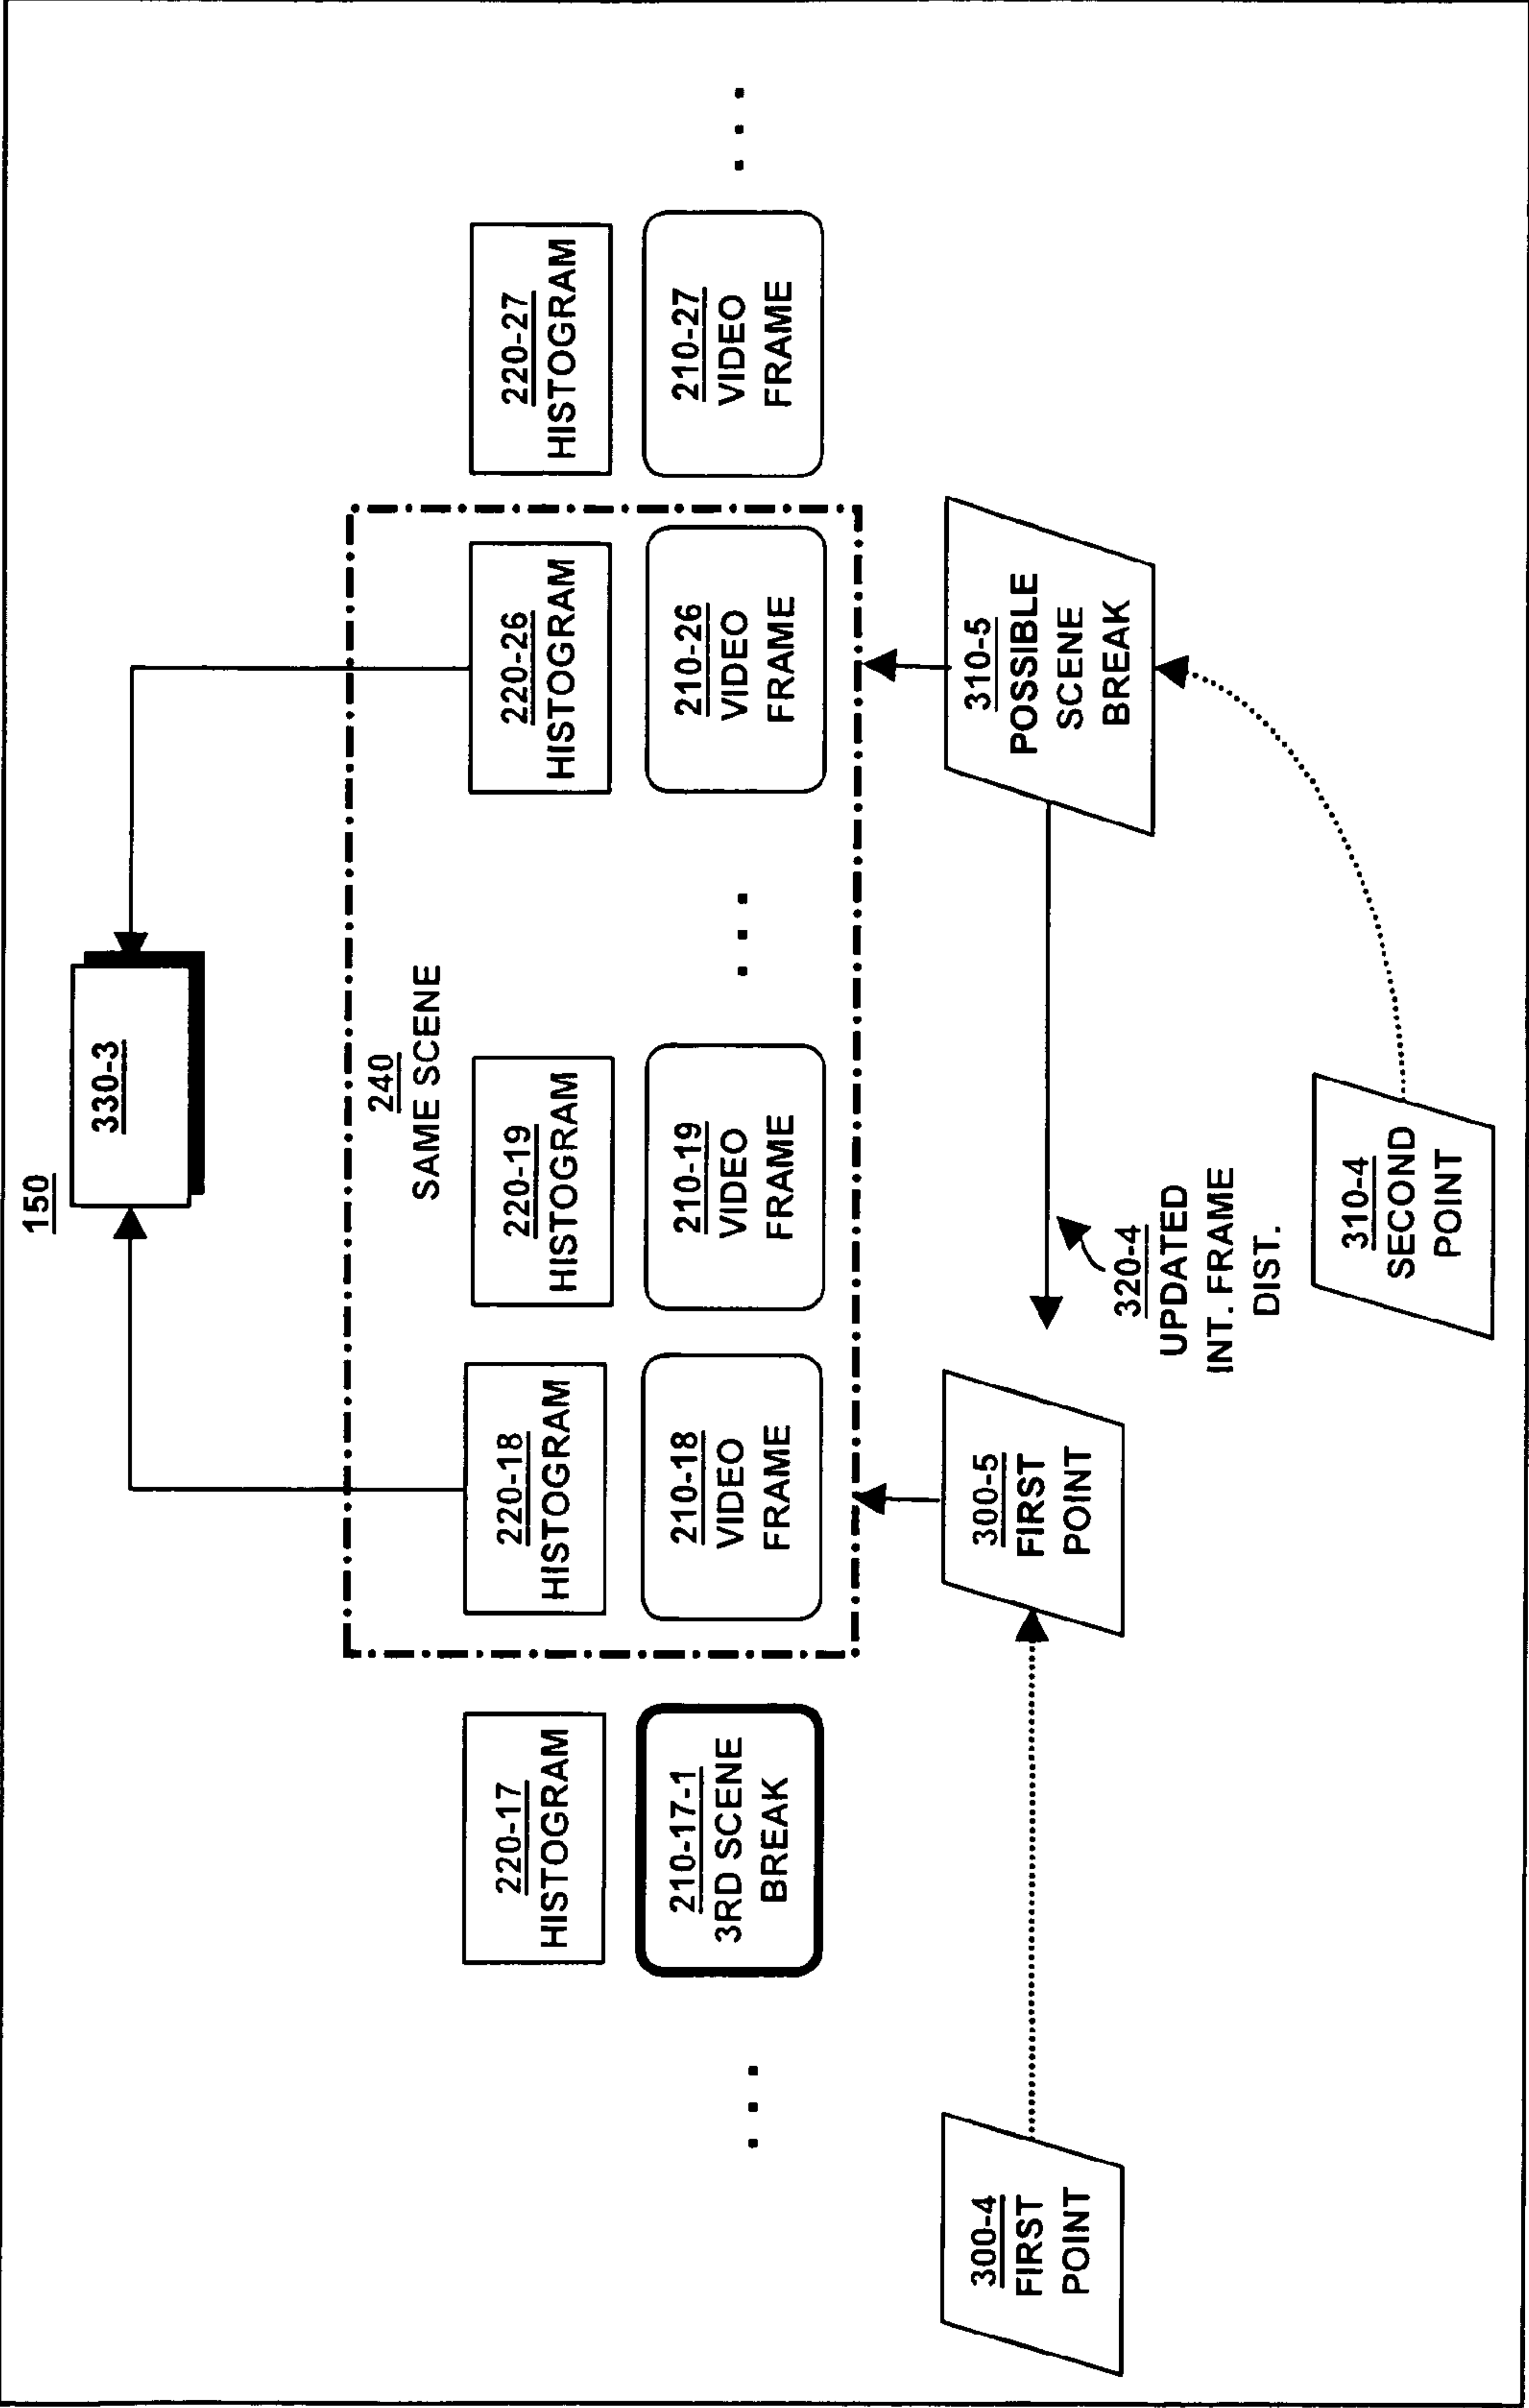 150
330-3
240
SAME SCENE
220-17
HISTOGRAM
220-18
HISTOGRAM
220-19
HISTOGRAM
220-26
HISTOGRAM
220-27
HISTOGRAM
. . .
210-17-1
3RD SCENE
BREAK
210-18
VIDEO
FRAME
210-19
VIDEO
FRAME
. . .
210-26
VIDEO
FRAME
210-27
VIDEO
FRAME
. . .
300-4
FIRST
POINT
300-5
FIRST
POINT
310-5
POSSIBLE
SCENE
BREAK
320-4
UPDATED
INT. FRAME
DIST.
310-4
SECOND
POINT